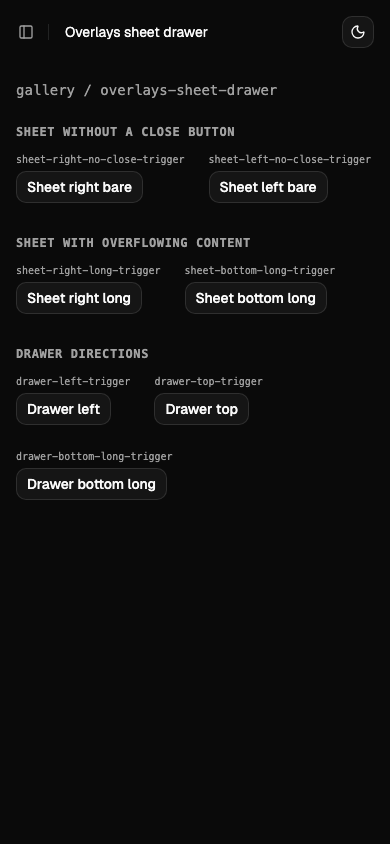 Overlays sheet drawer
gallery / overlays-sheet-drawer
SHEET WITHOUT A CLOSE BUTTON
sheet-right-no-close-trigger sheet-left-no-close-trigger
Sheet right bare Sheet left bare
SHEET WITH OVERFLOWING CONTENT
sheet-right-long-trigger sheet-bottom-long-trigger
Sheet right long Sheet bottom long
DRAWER DIRECTIONS
drawer-left-trigger drawer-top-trigger
Drawer left Drawer top
drawer-bottom-long-trigger
Drawer bottom long